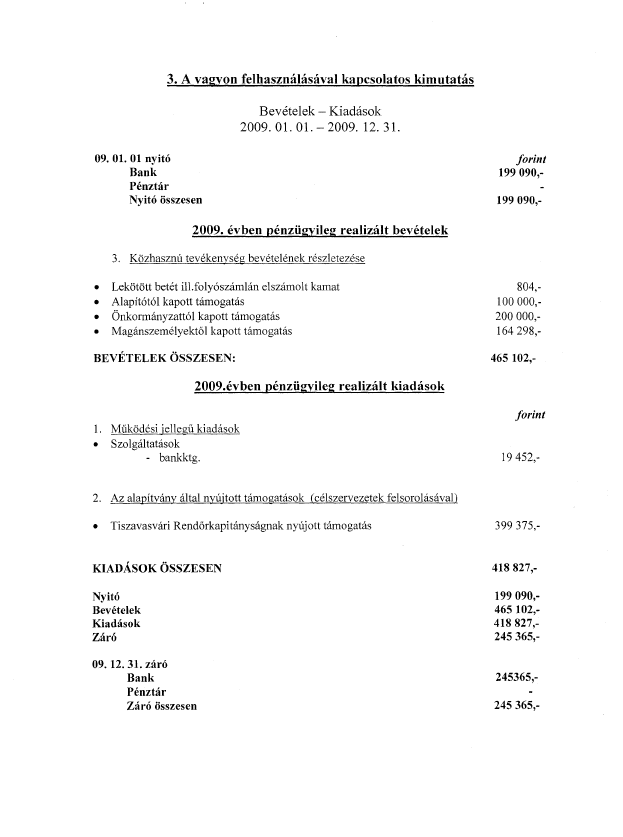 3. A vagyon felhasználásával kapcsolatos kimutatás
Bevételek – Kiadások
2009. 01. 01. – 2009. 12. 31.
09. 01. 01 nyitó forint
Bank 199 090,-
Pénztár -
Nyitó összesen 199 090,-
2009. évben pénzügyileg realizált bevételek
3. Közhasznú tevékenység bevételének részletezése
• Lekötött betét ill.folyószámlán elszámolt kamat 804,-
• Alapítótól kapott támogatás 100 000,-
• Önkormányzattól kapott támogatás 200 000,-
• Magánszemélyektől kapott támogatás 164 298,-
BEVÉTELEK ÖSSZESEN: 465 102,-
2009.évben pénzügyileg realizált kiadások
forint
1. Működési jellegű kiadások
• Szolgáltatások
- bankktg. 19 452,-
2. Az alapítvány által nyújtott támogatások (célszervezetek felsorolásával)
• Tiszavasvári Rendőrkapitányságnak nyújott támogatás 399 375,-
KIADÁSOK ÖSSZESEN 418 827,-
Nyitó 199 090,-
Bevételek 465 102,-
Kiadások 418 827,-
Záró 245 365,-
09. 12. 31. záró
Bank 245365,-
Pénztár -
Záró összesen 245 365,-